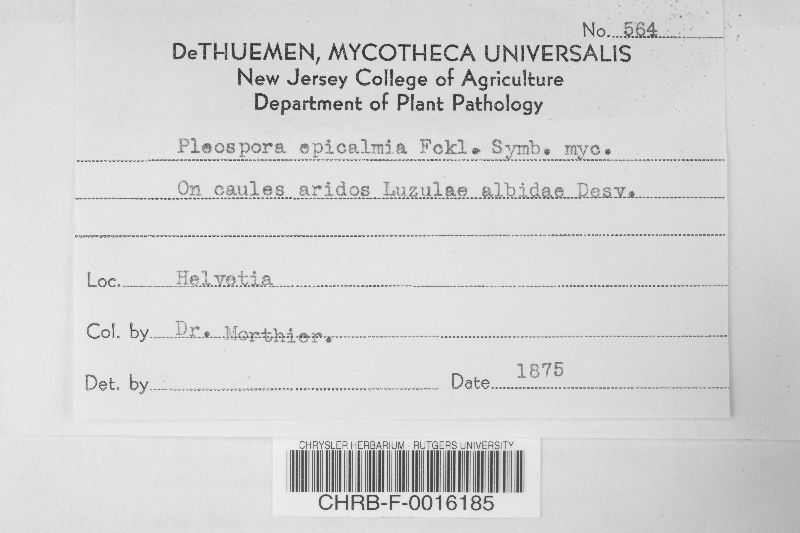 No. 564
DeTHUEMEN, MYCOTHECA UNIVERSALIS
New Jersey College of Agriculture
Department of Plant Pathology
Pleospora epicalmia Fckl. Symb. myc.
On caules aridos Luzulae albidae Desv.
Loc. Helvetia
Col. by Dr. Morthier.
Det. by
Date 1875
CHRYSLER HERBARIUM - RUTGERS UNIVERSITY
CHRB-F-0016185